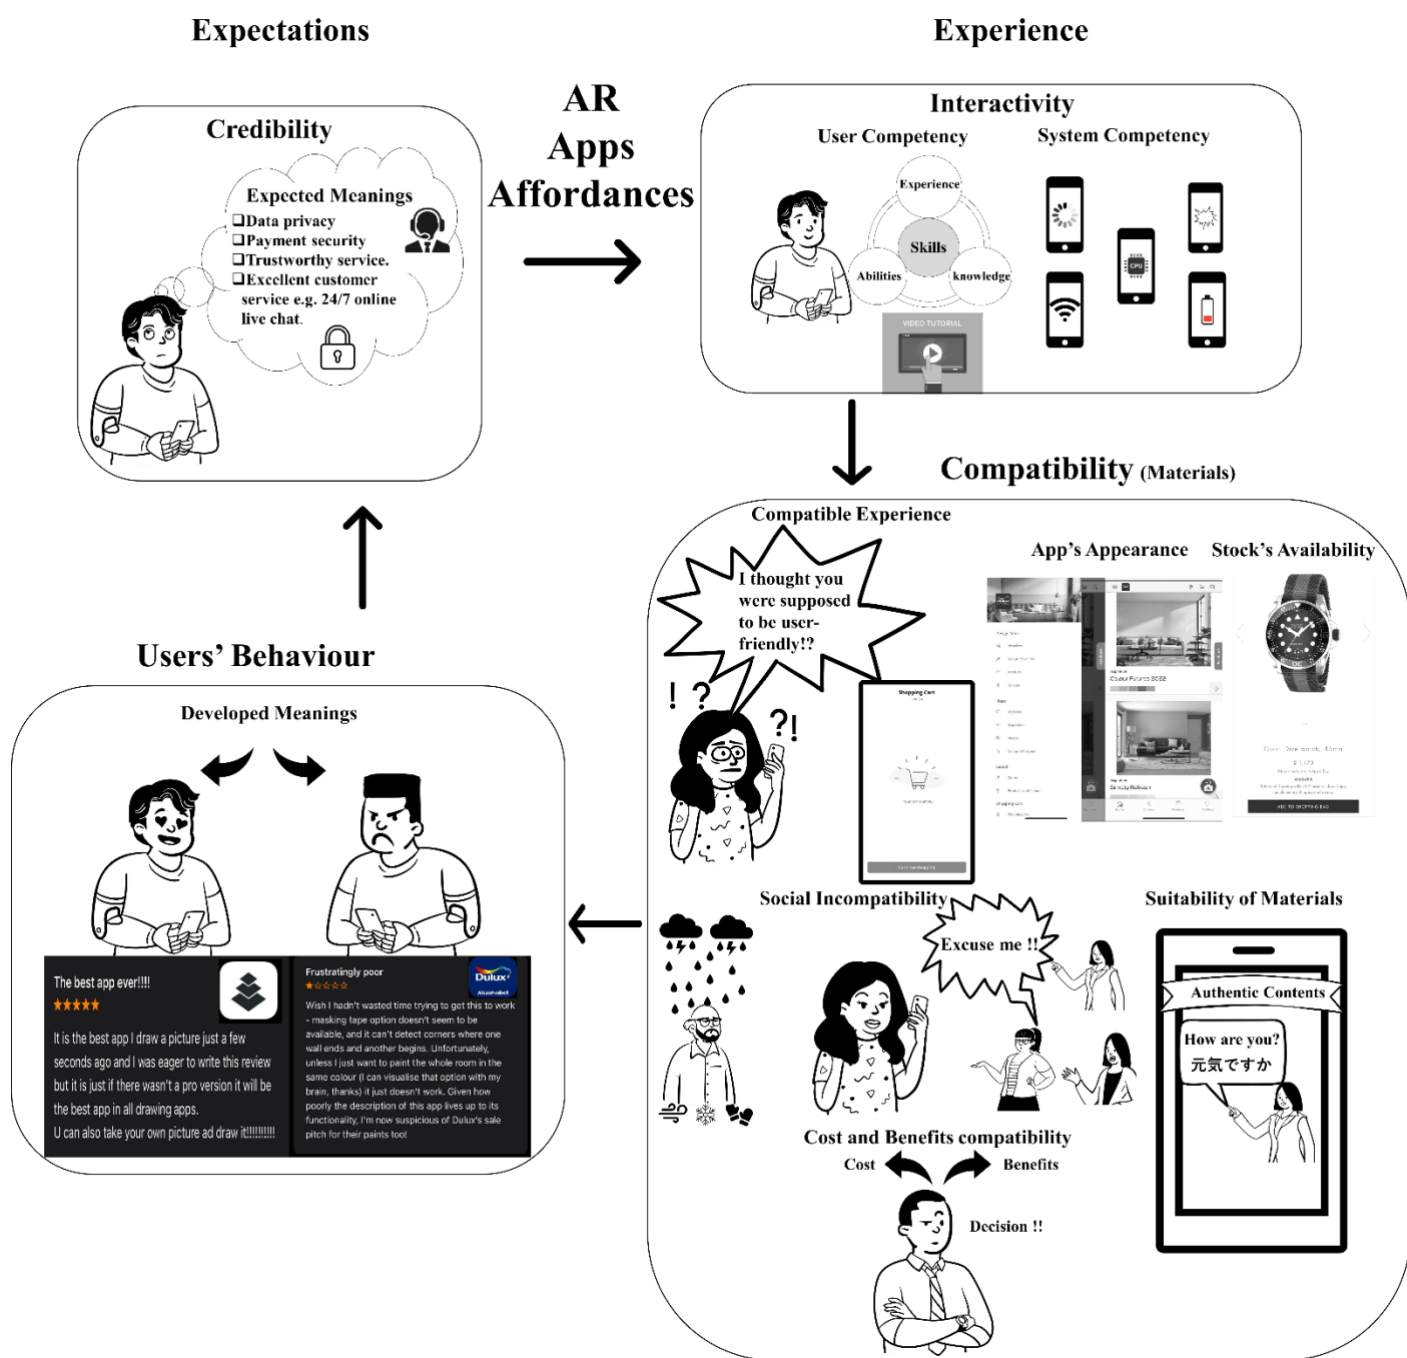 Expectations
Experience
Credibility
Expected Meanings
❑Data privacy
❑Payment security
❑Trustworthy service.
❑Excellent customer
service e.g. 24/7 online
live chat.
AR
Apps
Affordances
Interactivity
User Competency
System Competency
Experience
Skills
Abilities
knowledge
CPU
VIDEO TUTORIAL
Compatibility (Materials)
Compatible Experience
I thought you
were supposed
to be user-
friendly!?
! ?
?!
Shopping Cart
App's Appearance
Colour Futures 2022
Stock's Availability
ADD TO SHOPPING BAG
Social Incompatibility
Excuse me !!
Suitability of Materials
Authentic Contents
How are you?
元気ですか
Cost and Benefits compatibility
Cost
Benefits
Decision !!
Users' Behaviour
Developed Meanings
The best app ever!!!!
★★★★★
It is the best app I draw a picture just a few
seconds ago and I was eager to write this review
but it is just if there wasn't a pro version it will be
the best app in all drawing apps.
U can also take your own picture ad draw it!!!!!!!!!!
Frustratingly poor
★☆☆☆☆
Dulux
Wish I hadn't wasted time trying to get this to work
- masking tape option doesn't seem to be
available, and it can't detect corners where one
wall ends and another begins. Unfortunately,
unless I just want to paint the whole room in the
same colour (I can visualise that option with my
brain, thanks) it just doesn't work. Given how
poorly the description of this app lives up to its
functionality, I'm now suspicious of Dulux's sale
pitch for their paints too!